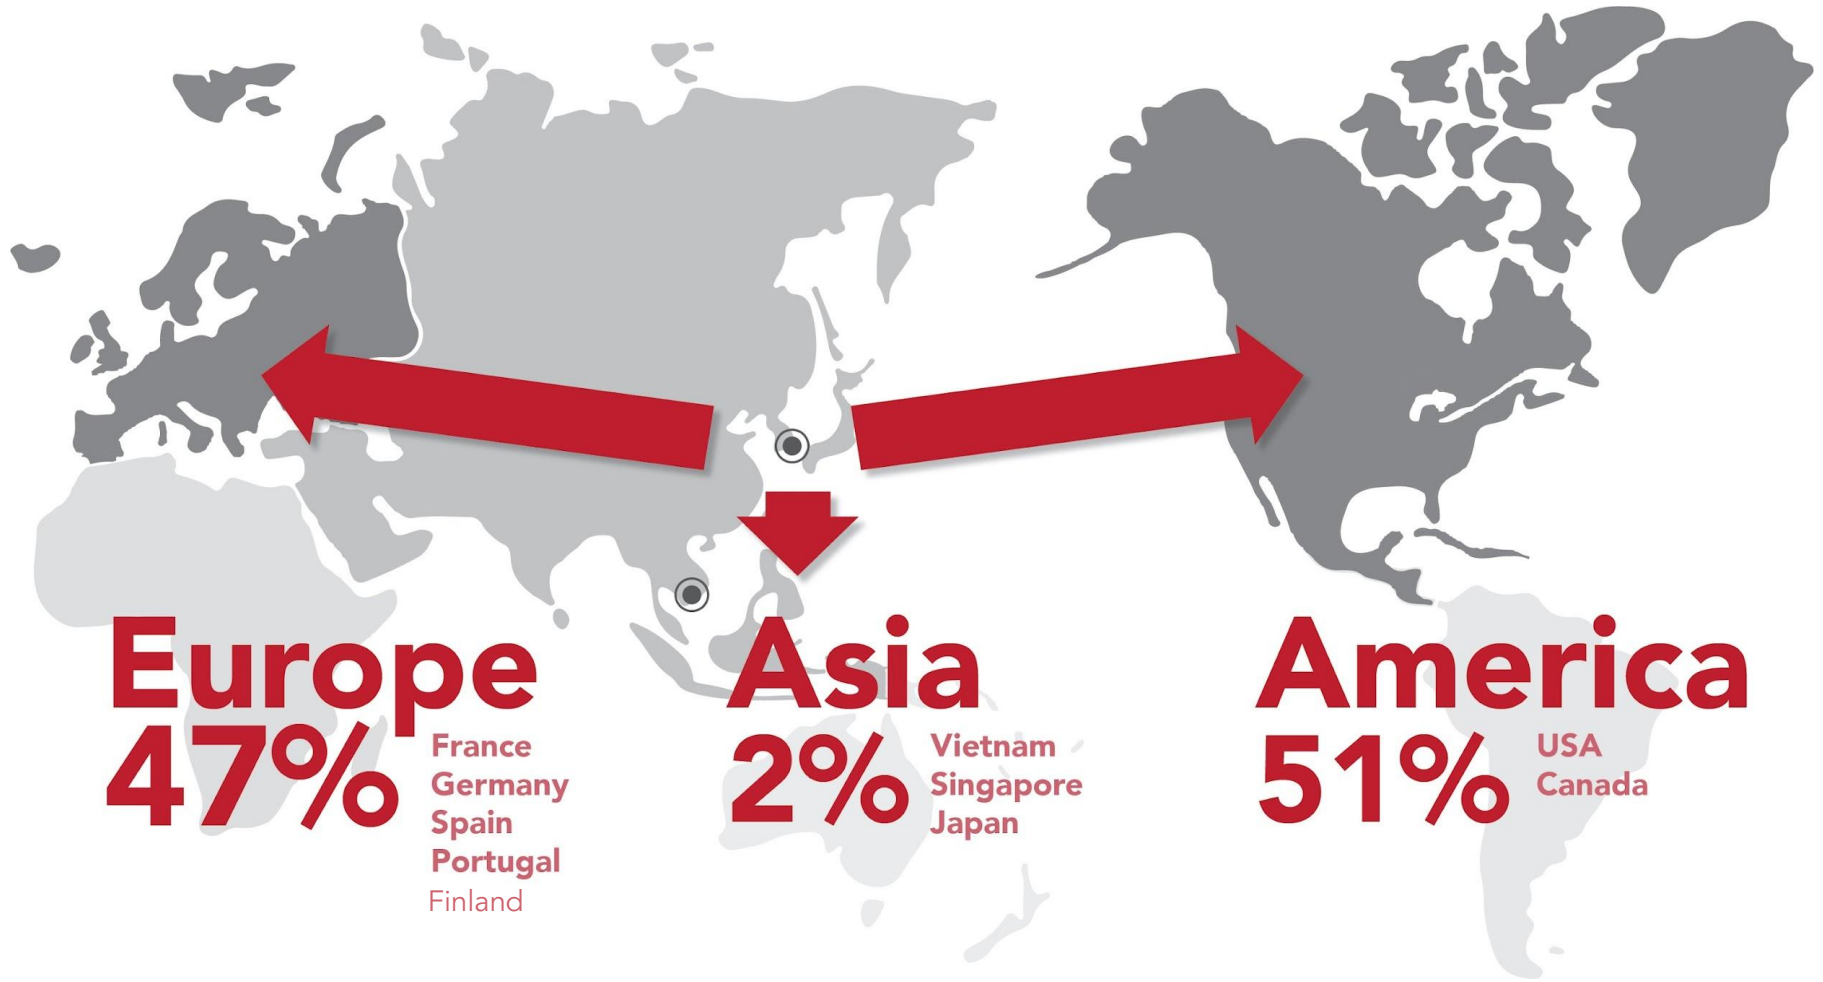 Europe
47%
France
Germany
Spain
Portugal
Finland
Asia
2%
Vietnam
Singapore
Japan
America
51%
USA
Canada